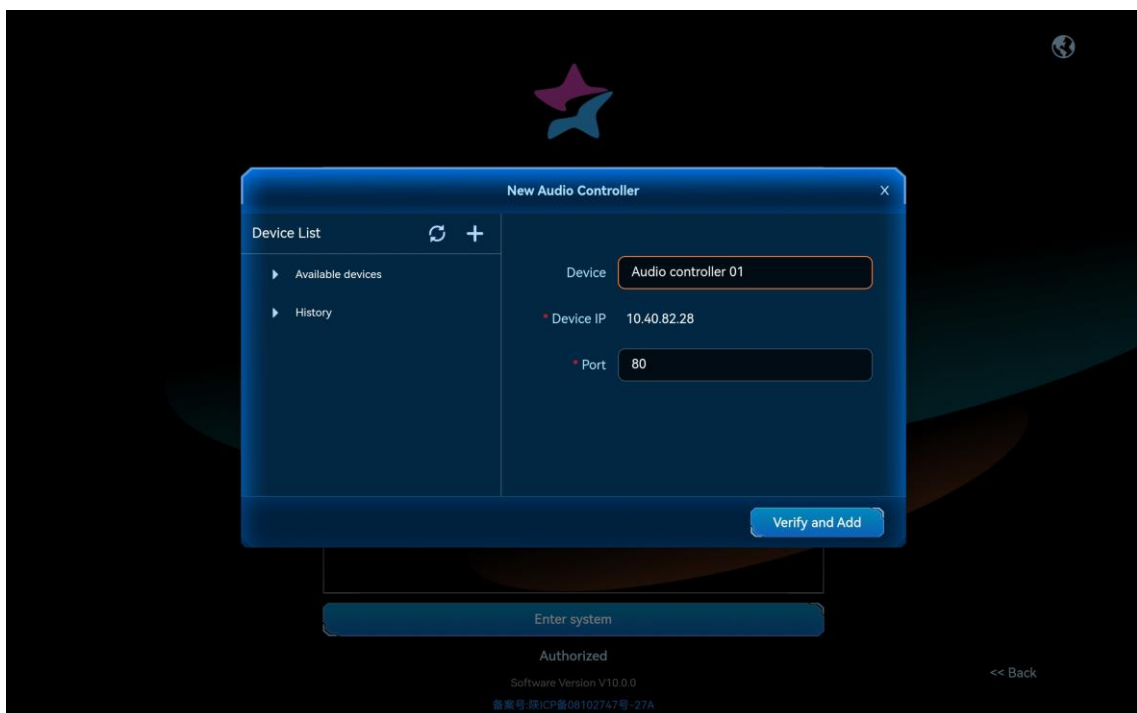 New Audio Controller
X
Device List
Available devices
History
Device Audio controller 01
* Device IP 10.40.82.28
* Port 80
Verify and Add
Enter system
Authorized
Software Version V10.0.0
<< Back
备案号:陕ICP备08102747号-27A